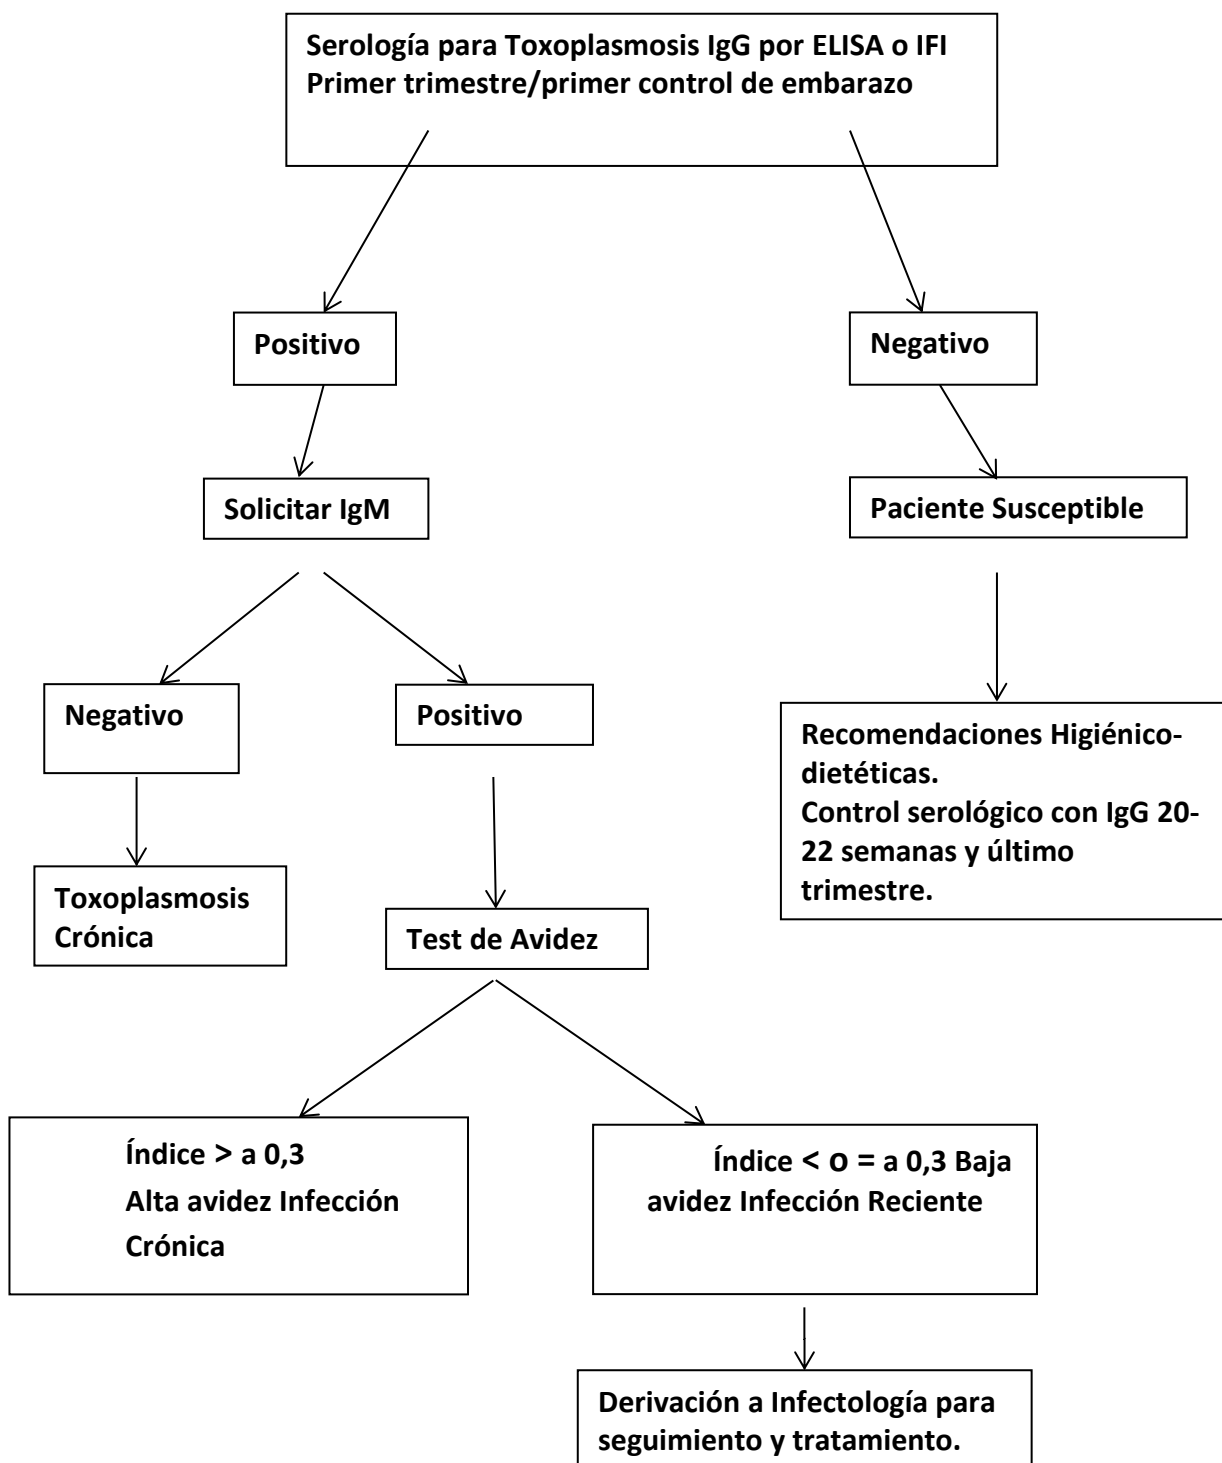 Serología para Toxoplasmosis IgG por ELISA o IFI
Primer trimestre/primer control de embarazo
Positivo
Negativo
Solicitar IgM
Paciente Susceptible
Negativo
Positivo
Recomendaciones Higiénico-
dietéticas.
Control serológico con IgG 20-
22 semanas y último
trimestre.
Toxoplasmosis
Crónica
Test de Avidez
Índice > a 0,3
Alta avidez Infección
Crónica
Índice < o = a 0,3 Baja
avidez Infección Reciente
Derivación a Infectología para
seguimiento y tratamiento.